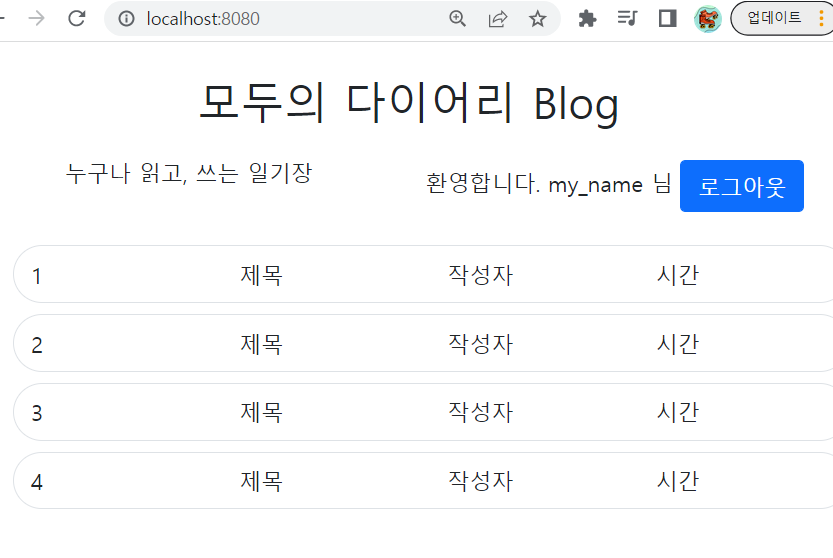 localhost:8080
업데이트
모두의 다이어리 Blog
누구나 읽고, 쓰는 일기장
환영합니다. my_name 님 로그아웃
1 제목 작성자 시간
2 제목 작성자 시간
3 제목 작성자 시간
4 제목 작성자 시간